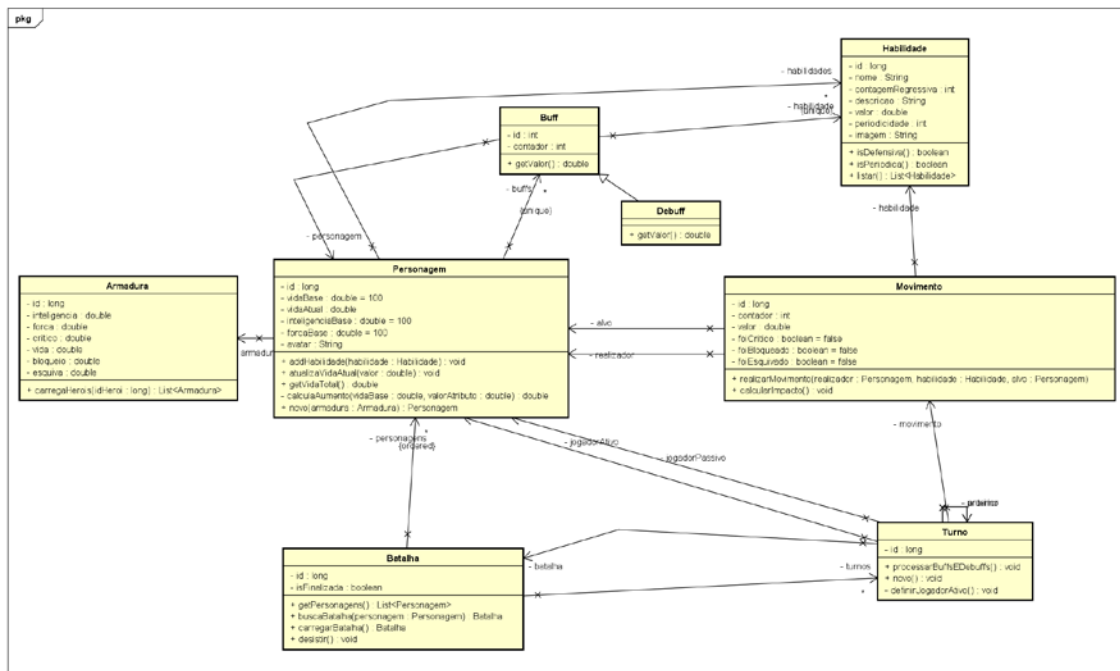 pkg
Habilidade
- id : long
- nome : String
- contagemRegressiva : int
- descricao : String
- valor : double
- periodicidade : int
- imagem : String
+ isDefensiva() : boolean
+ isPeriodica() : boolean
+ listar() : List<Habilidade>
- habilidades
*
- habilidade
{unique}
Buff
- id : int
- contador : int
+ getValor() : double
- buffs
*
{unique}
Debuff
+ getValor() : double
- personagem
- habilidade
Armadura
- id : long
- inteligencia : double
- forca : double
- critico : double
- vida : double
- bloqueio : double
- esquiva : double
+ carregaHerois(idHeroi : long) : List<Armadura>
armadura
Personagem
- id : long
- vidaBase : double = 100
- vidaAtual : double
- inteligenciaBase : double = 100
- forcaBase : double = 100
- avatar : String
+ addHabilidade(habilidade : Habilidade) : void
+ atualizaVidaAtual(valor : double) : void
+ getVidaTotal() : double
- calculaAumento(vidaBase : double, valorAtributo : double) : double
+ novo(armadura : Armadura) : Personagem
- alvo
- realizador
Movimento
- id : long
- contador : int
- valor : double
- foiCritico : boolean = false
- foiBloqueado : boolean = false
- foiEsquivado : boolean = false
+ realizarMovimento(realizador : Personagem, habilidade : Habilidade, alvo : Personagem)
+ calcularImpacto() : void
- personagens
*
{ordered}
- jogadorAtivo
- jogadorPassivo
- movimento
Batalha
- id : long
- isFinalizada : boolean
+ getPersonagens() : List<Personagem>
+ buscaBatalha(personagem : Personagem) : Batalha
+ carregarBatalha() : Batalha
+ desistir() : void
- batalha
- turnos
*
Turno
- id : long
+ processarBuffsEDebuffs() : void
+ novo() : void
- definirJogadorAtivo() : void